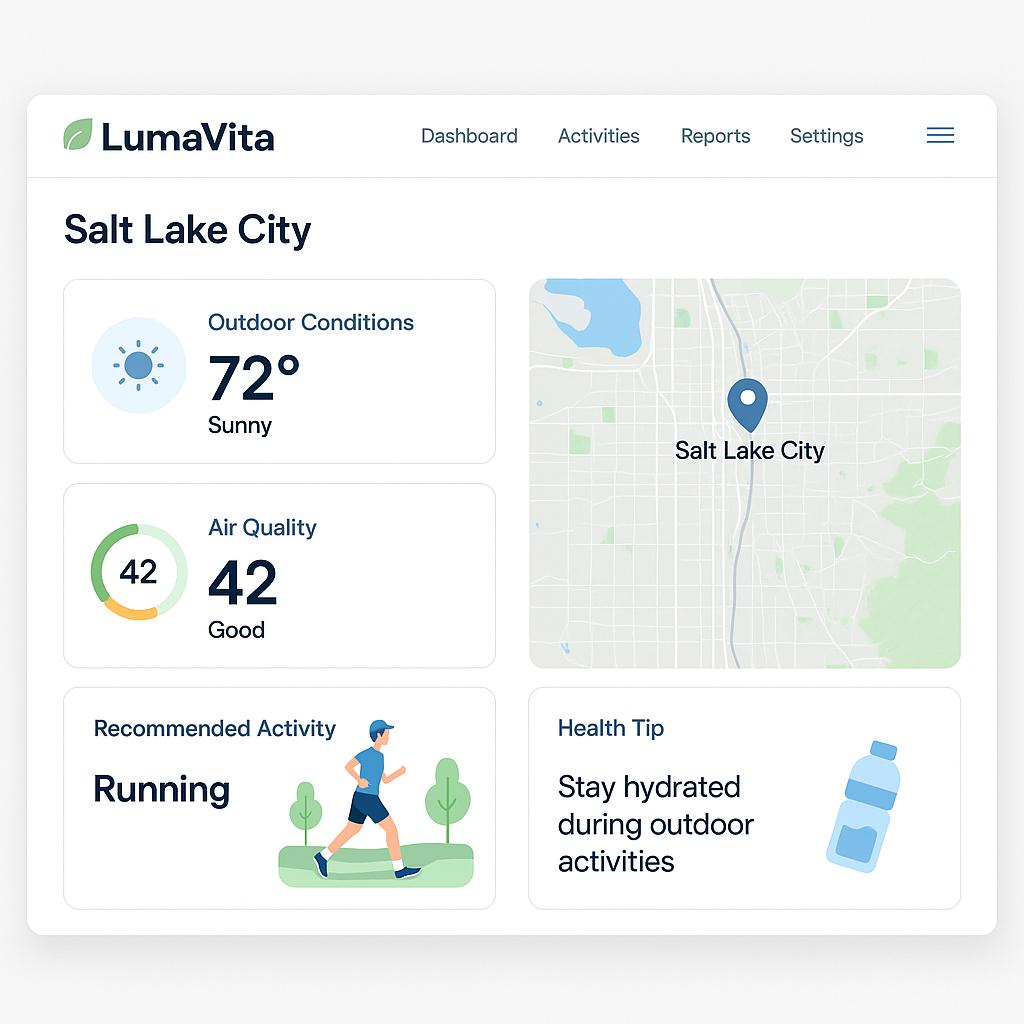 LumaVita
Dashboard Activities Reports Settings
Salt Lake City
Outdoor Conditions
72°
Sunny
Salt Lake City
42
Air Quality
42
Good
Recommended Activity
Running
Health Tip
Stay hydrated
during outdoor
activities